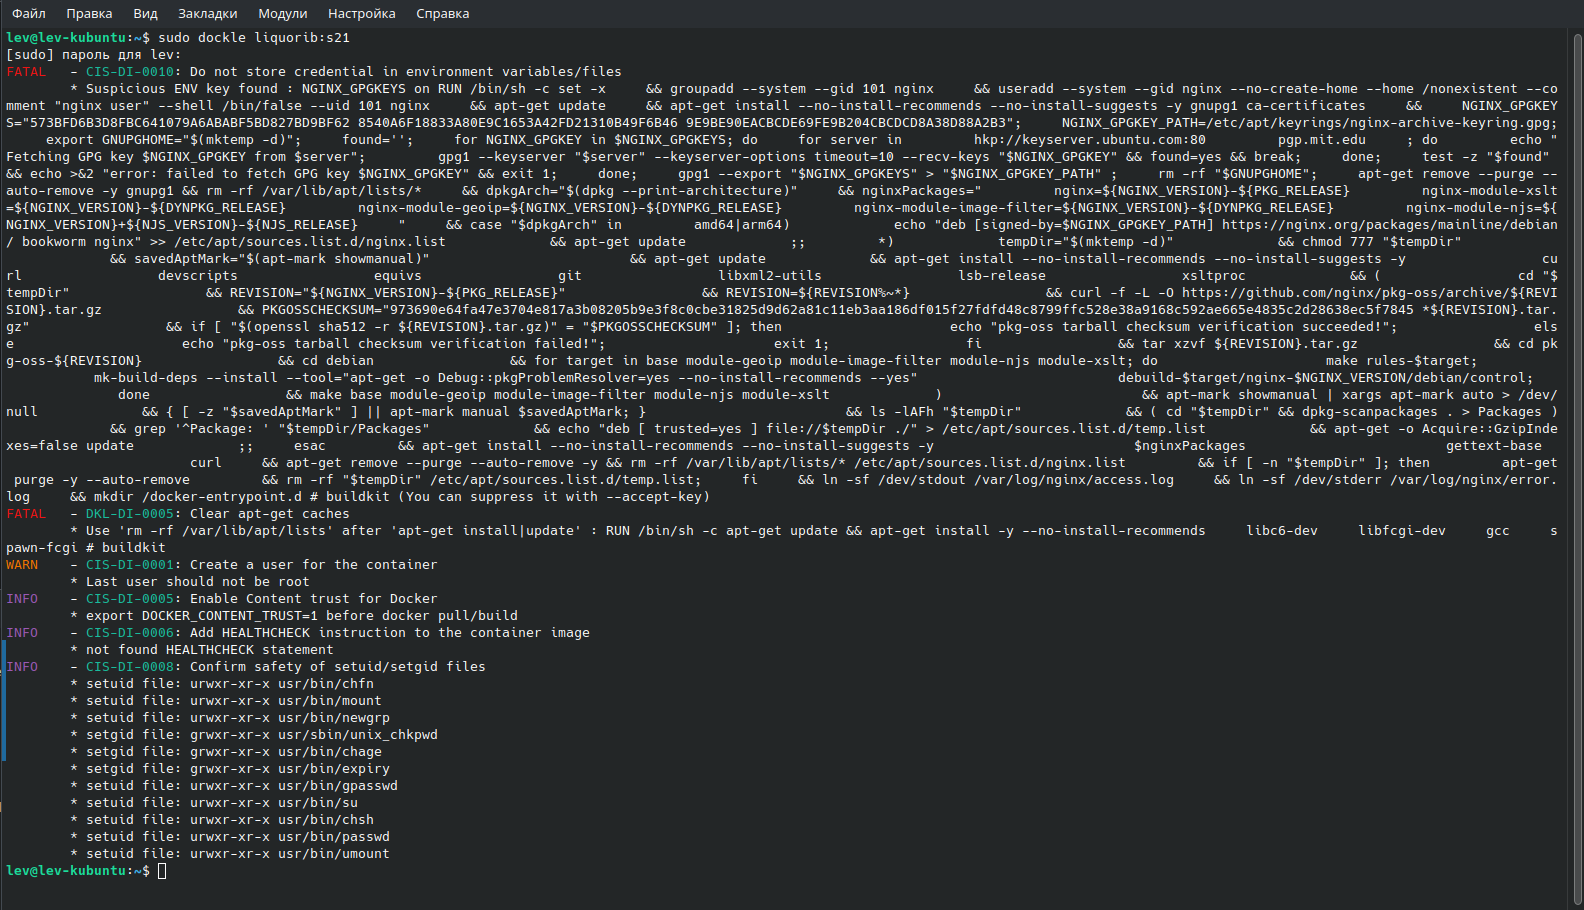 Файл Правка Вид Закладки Модули Настройка Справка
lev@lev-kubuntu:~$ sudo dockle liquorib:s21
[sudo] пароль для lev:
FATAL - CIS-DI-0010: Do not store credential in environment variables/files
* Suspicious ENV key found : NGINX_GPGKEYS on RUN /bin/sh -c set -x && groupadd --system --gid 101 nginx && useradd --system --gid nginx --no-create-home --home /nonexistent --co
mment "nginx user" --shell /bin/false --uid 101 nginx && apt-get update && apt-get install --no-install-recommends --no-install-suggests -y gnupg1 ca-certificates && NGINX_GPGKEY
S="573BFD6B3D8FBC641079A6ABABF5BD827BD9BF62 8540A6F18833A80E9C1653A42FD21310B49F6B46 9E9BE90EACBCDE69FE9B204CBCDCD8A38D88A2B3"; NGINX_GPGKEY_PATH=/etc/apt/keyrings/nginx-archive-keyring.gpg;
export GNUPGHOME="$(mktemp -d)"; found=''; for NGINX_GPGKEY in $NGINX_GPGKEYS; do for server in hkp://keyserver.ubuntu.com:80 pgp.mit.edu ; do echo "
Fetching GPG key $NGINX_GPGKEY from $server"; gpg1 --keyserver "$server" --keyserver-options timeout=10 --recv-keys "$NGINX_GPGKEY" && found=yes && break; done; test -z "$found"
&& echo >&2 "error: failed to fetch GPG key $NGINX_GPGKEY" && exit 1; done; gpg1 --export "$NGINX_GPGKEYS" > "$NGINX_GPGKEY_PATH" ; rm -rf "$GNUPGHOME"; apt-get remove --purge --
auto-remove -y gnupg1 && rm -rf /var/lib/apt/lists/* && dpkgArch="$(dpkg --print-architecture)" && nginxPackages=" nginx=${NGINX_VERSION}-${PKG_RELEASE} nginx-module-xslt
=${NGINX_VERSION}-${DYNPKG_RELEASE} nginx-module-geoip=${NGINX_VERSION}-${DYNPKG_RELEASE} nginx-module-image-filter=${NGINX_VERSION}-${DYNPKG_RELEASE} nginx-module-njs=${
NGINX_VERSION}+${NJS_VERSION}-${NJS_RELEASE} " && case "$dpkgArch" in amd64|arm64) echo "deb [signed-by=$NGINX_GPGKEY_PATH] https://nginx.org/packages/mainline/debian
/ bookworm nginx" >> /etc/apt/sources.list.d/nginx.list && apt-get update ;; *) tempDir="$(mktemp -d)" && chmod 777 "$tempDir"
&& savedAptMark="$(apt-mark showmanual)" && apt-get update && apt-get install --no-install-recommends --no-install-suggests -y cu
rl devscripts equivs git libxml2-utils lsb-release xsltproc && ( cd "$
tempDir" && REVISION="${NGINX_VERSION}-${PKG_RELEASE}" && REVISION=${REVISION%~*} && curl -f -L -O https://github.com/nginx/pkg-oss/archive/${REVI
SION}.tar.gz && PKGOSSCHECKSUM="973690e64fa47e3704e817a3b08205b9e3f8c0cbe31825d9d62a81c11eb3aa186df015f27fdfd48c8799ffc528e38a9168c592ae665e4835c2d28638ec5f7845 *${REVISION}.tar.
gz" && if [ "$(openssl sha512 -r ${REVISION}.tar.gz)" = "$PKGOSSCHECKSUM" ]; then echo "pkg-oss tarball checksum verification succeeded!"; els
e echo "pkg-oss tarball checksum verification failed!"; exit 1; fi && tar xzvf ${REVISION}.tar.gz && cd pk
g-oss-${REVISION} && cd debian && for target in base module-geoip module-image-filter module-njs module-xslt; do make rules-$target;
mk-build-deps --install --tool="apt-get -o Debug::pkgProblemResolver=yes --no-install-recommends --yes" debuild-$target/nginx-$NGINX_VERSION/debian/control;
done && make base module-geoip module-image-filter module-njs module-xslt ) && apt-mark showmanual | xargs apt-mark auto > /dev/
null && { [ -z "$savedAptMark" ] || apt-mark manual $savedAptMark; } && ls -lAFh "$tempDir" && ( cd "$tempDir" && dpkg-scanpackages . > Packages )
&& grep '^Package: ' "$tempDir/Packages" && echo "deb [ trusted=yes ] file://$tempDir ./" > /etc/apt/sources.list.d/temp.list && apt-get -o Acquire::GzipInde
xes=false update ;; esac && apt-get install --no-install-recommends --no-install-suggests -y $nginxPackages gettext-base
curl && apt-get remove --purge --auto-remove -y && rm -rf /var/lib/apt/lists/* /etc/apt/sources.list.d/nginx.list && if [ -n "$tempDir" ]; then apt-get
purge -y --auto-remove && rm -rf "$tempDir" /etc/apt/sources.list.d/temp.list; fi && ln -sf /dev/stdout /var/log/nginx/access.log && ln -sf /dev/stderr /var/log/nginx/error.
log && mkdir /docker-entrypoint.d # buildkit (You can suppress it with --accept-key)
FATAL - DKL-DI-0005: Clear apt-get caches
* Use 'rm -rf /var/lib/apt/lists' after 'apt-get install|update' : RUN /bin/sh -c apt-get update && apt-get install -y --no-install-recommends libc6-dev libfcgi-dev gcc s
pawn-fcgi # buildkit
WARN - CIS-DI-0001: Create a user for the container
* Last user should not be root
INFO - CIS-DI-0005: Enable Content trust for Docker
* export DOCKER_CONTENT_TRUST=1 before docker pull/build
INFO - CIS-DI-0006: Add HEALTHCHECK instruction to the container image
* not found HEALTHCHECK statement
INFO - CIS-DI-0008: Confirm safety of setuid/setgid files
* setuid file: urwxr-xr-x usr/bin/chfn
* setuid file: urwxr-xr-x usr/bin/mount
* setuid file: urwxr-xr-x usr/bin/newgrp
* setgid file: grwxr-xr-x usr/sbin/unix_chkpwd
* setgid file: grwxr-xr-x usr/bin/chage
* setgid file: grwxr-xr-x usr/bin/expiry
* setuid file: urwxr-xr-x usr/bin/gpasswd
* setuid file: urwxr-xr-x usr/bin/su
* setuid file: urwxr-xr-x usr/bin/chsh
* setuid file: urwxr-xr-x usr/bin/passwd
* setuid file: urwxr-xr-x usr/bin/umount
lev@lev-kubuntu:~$